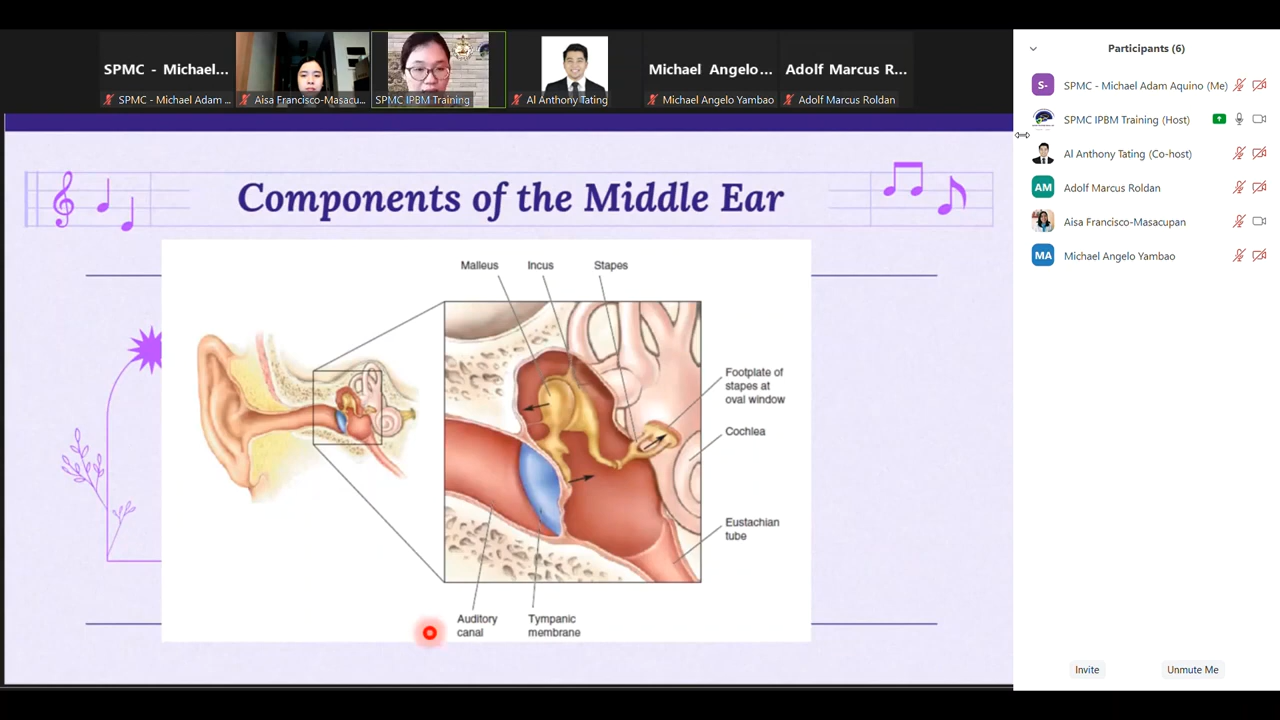 SPMC - Michael...
Michael Angelo...
Adolf Marcus R...
SPMC - Michael Adam ...
Aisa Francisco-Masacu...
SPMC IPBM Training
Al Anthony Tating
Michael Angelo Yambao
Adolf Marcus Roldan
Components of the Middle Ear
Malleus
Incus
Stapes
Footplate of
stapes at
oval window
Cochlea
Eustachian
tube
Auditory
canal
Tympanic
membrane
Participants (6)
S-
SPMC - Michael Adam Aquino (Me)
SPMC IPBM Training (Host)
Al Anthony Tating (Co-host)
AM
Adolf Marcus Roldan
Aisa Francisco-Masacupan
MA
Michael Angelo Yambao
Invite
Unmute Me